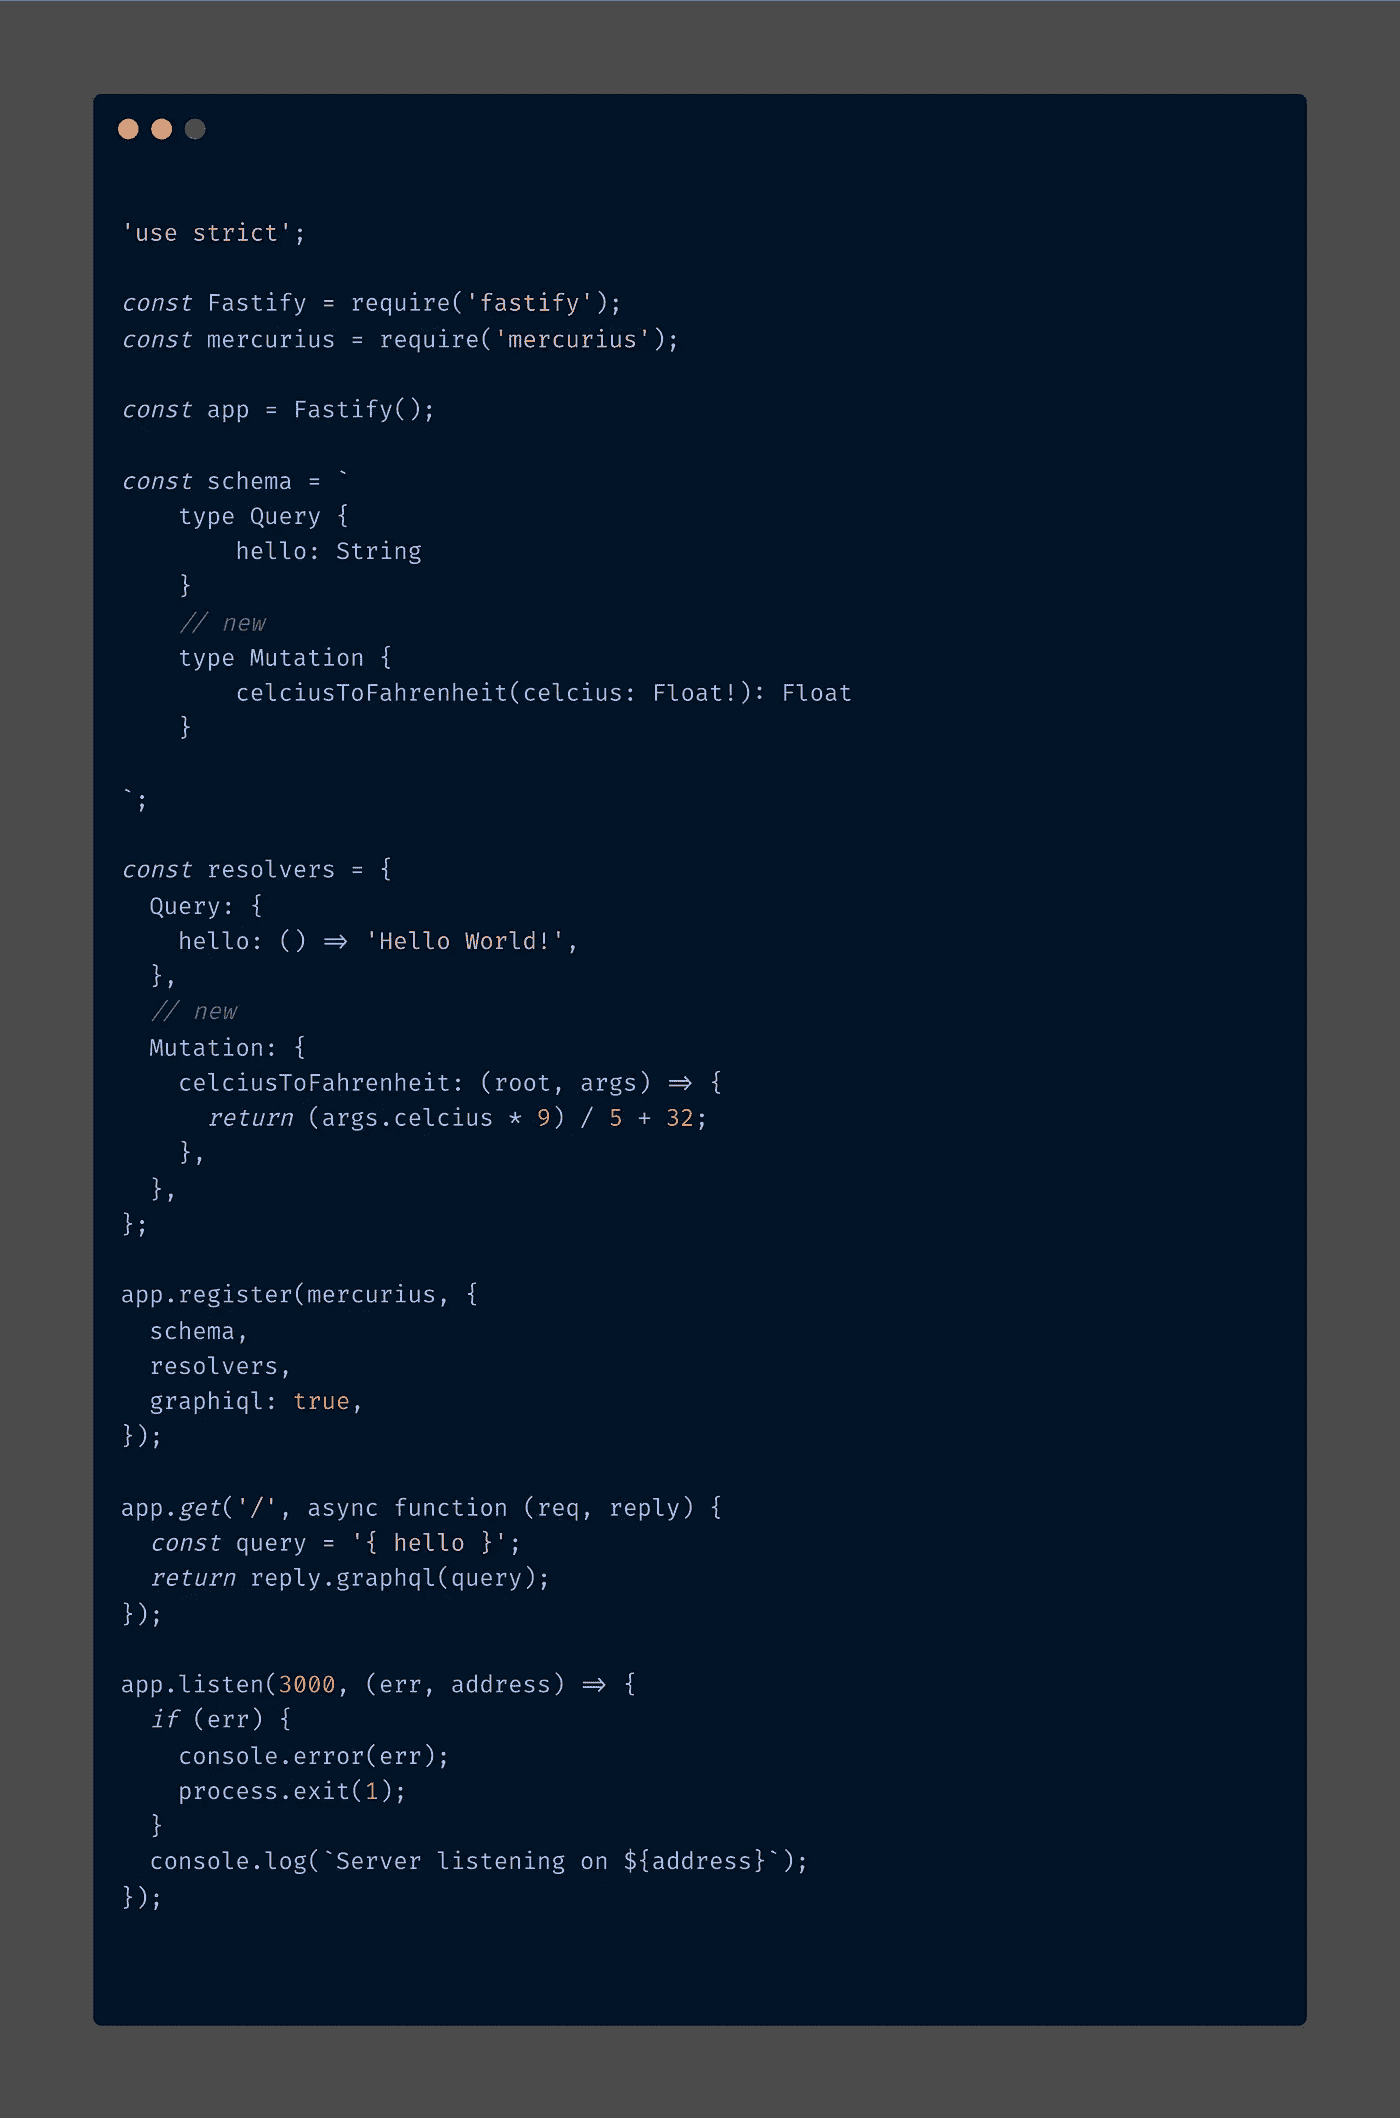 'use strict';
const Fastify = require('fastify');
const mercurius = require('mercurius');
const app = Fastify();
const schema = `
    type Query {
        hello: String
    }
    // new
    type Mutation {
        celciusToFahrenheit(celcius: Float!): Float
    }
`;
const resolvers = {
  Query: {
    hello: () => 'Hello World!',
  },
  // new
  Mutation: {
    celciusToFahrenheit: (root, args) => {
      return (args.celcius * 9) / 5 + 32;
    },
  },
};
app.register(mercurius, {
  schema,
  resolvers,
  graphiql: true,
});
app.get('/', async function (req, reply) {
  const query = '{ hello }';
  return reply.graphql(query);
});
app.listen(3000, (err, address) => {
  if (err) {
    console.error(err);
    process.exit(1);
  }
  console.log(`Server listening on ${address}`);
});